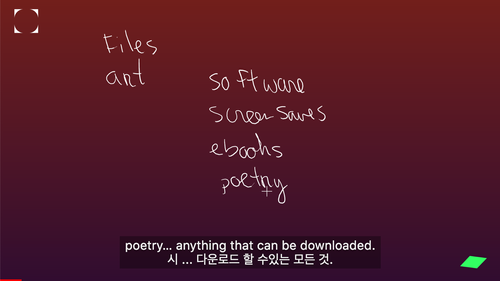 Files
art
software
screensaves
ebooks
poetry
poetry... anything that can be downloaded.
시 ... 다운로드 할 수있는 모든 것.